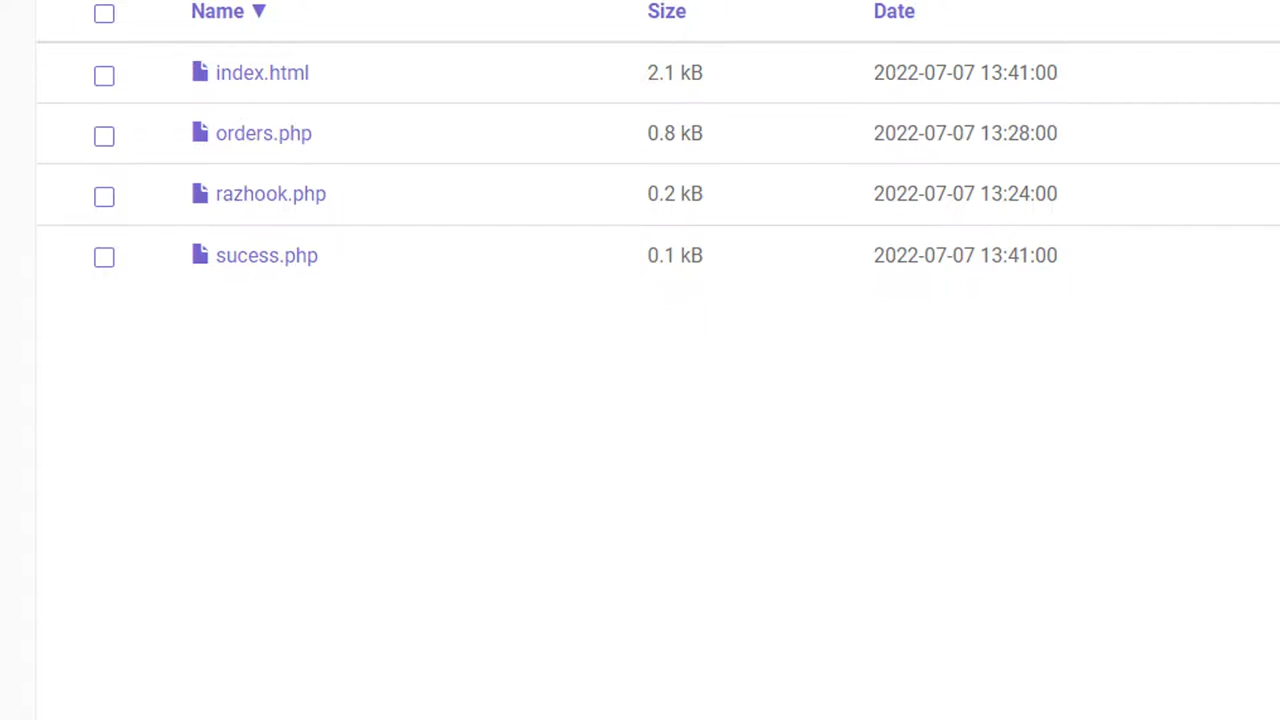 Name ▼ Size Date
index.html 2.1 kB 2022-07-07 13:41:00
orders.php 0.8 kB 2022-07-07 13:28:00
razhook.php 0.2 kB 2022-07-07 13:24:00
sucess.php 0.1 kB 2022-07-07 13:41:00